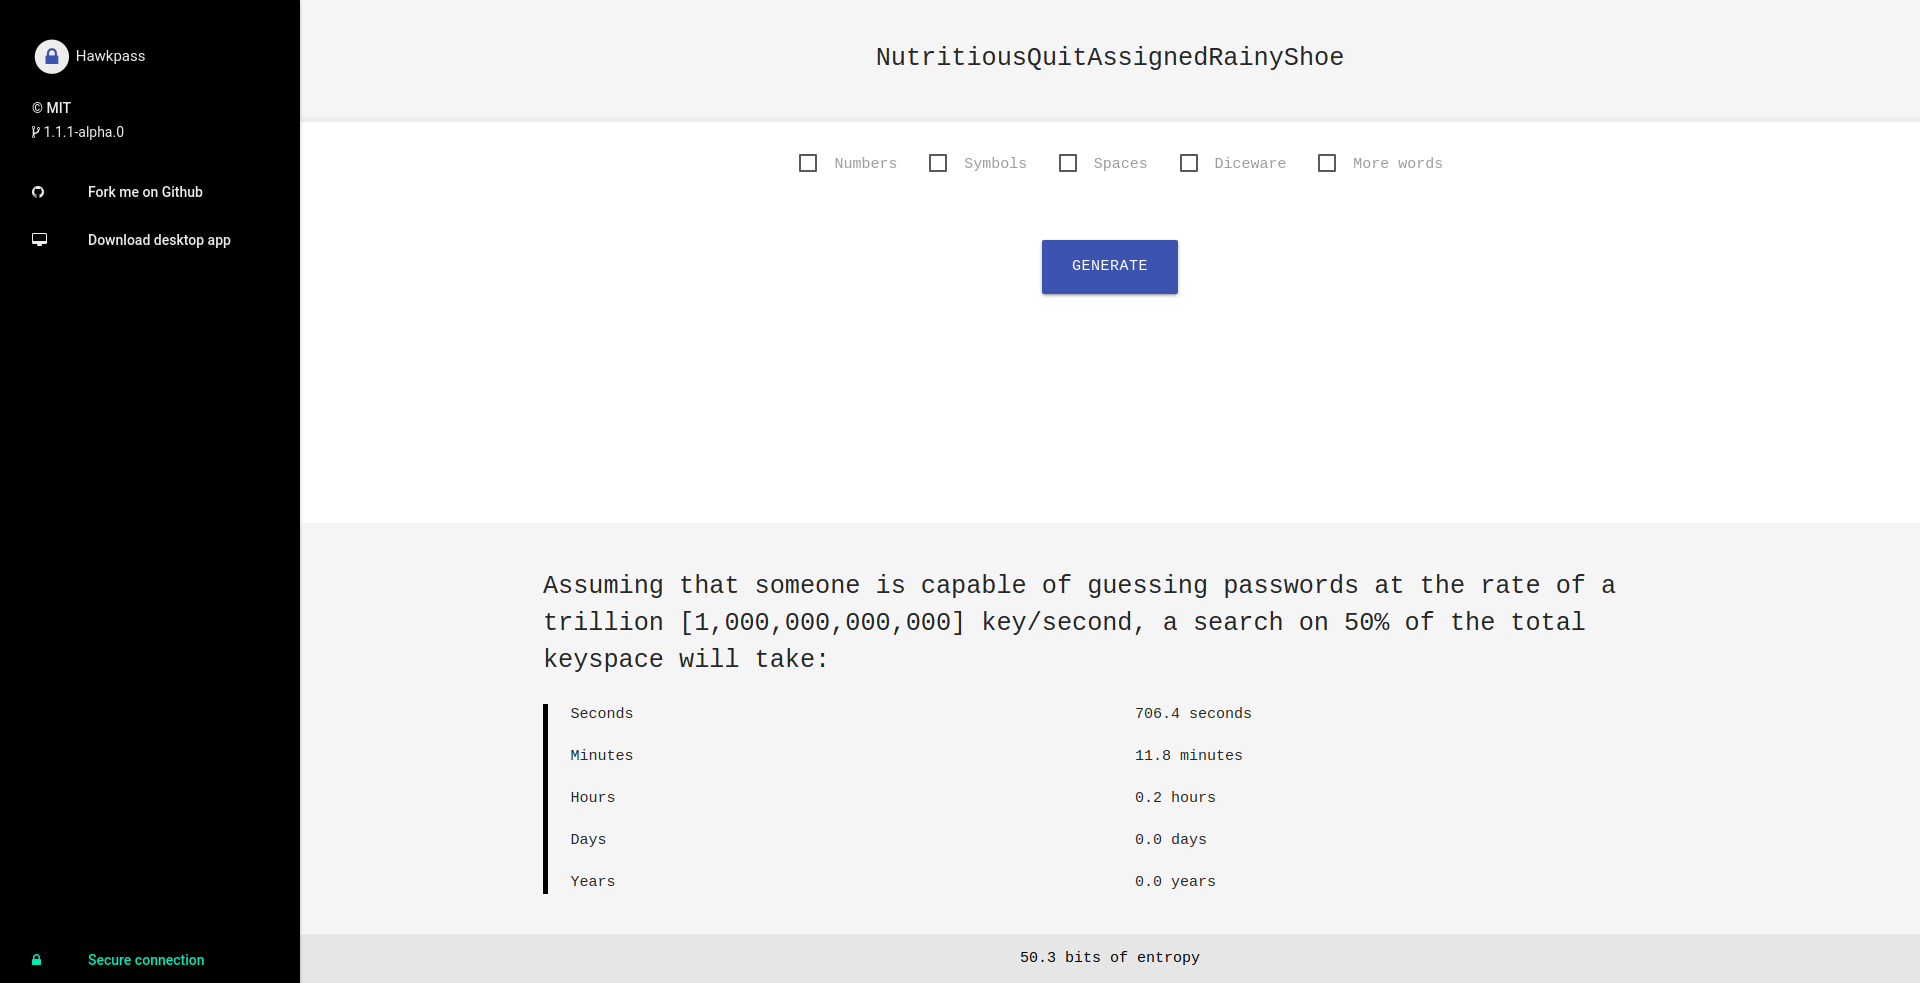 Hawkpass
© MIT
1.1.1-alpha.0
Fork me on Github
Download desktop app
Secure connection
NutritiousQuitAssignedRainyShoe
Numbers Symbols Spaces Diceware More words
GENERATE
Assuming that someone is capable of guessing passwords at the rate of a
trillion [1,000,000,000,000] key/second, a search on 50% of the total
keyspace will take:
Seconds 706.4 seconds
Minutes 11.8 minutes
Hours 0.2 hours
Days 0.0 days
Years 0.0 years
50.3 bits of entropy